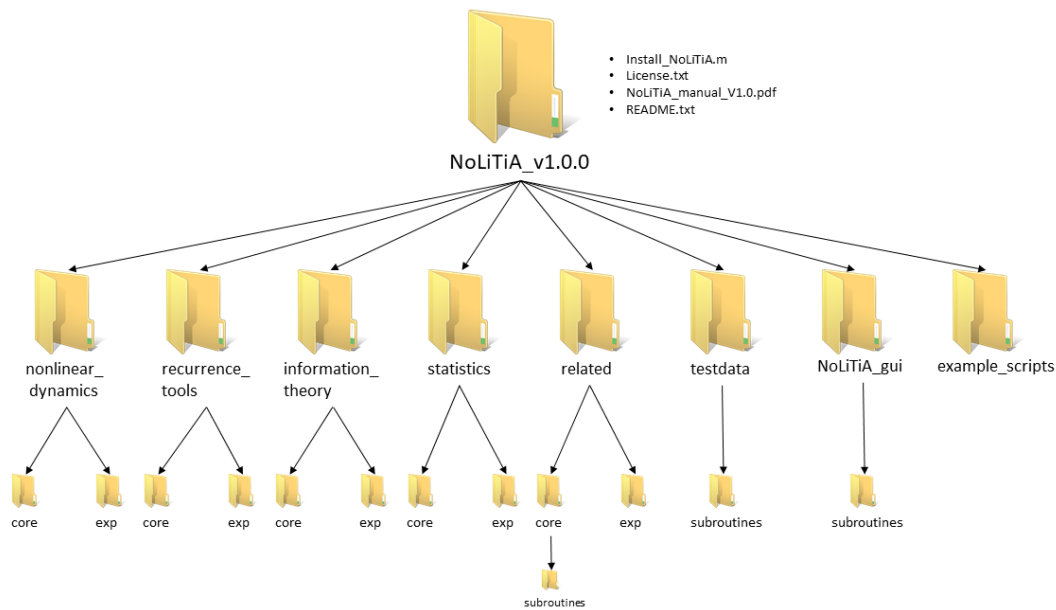 • Install_NoLiTiA.m
• License.txt
• NoLiTiA_manual_V1.0.pdf
• README.txt
NoLiTiA_v1.0.0
nonlinear_
dynamics
recurrence_
tools
information_
theory
statistics
related
testdata
NoLiTiA_gui
example_scripts
core
exp
core
exp
core
exp
core
exp
core
exp
subroutines
subroutines
subroutines